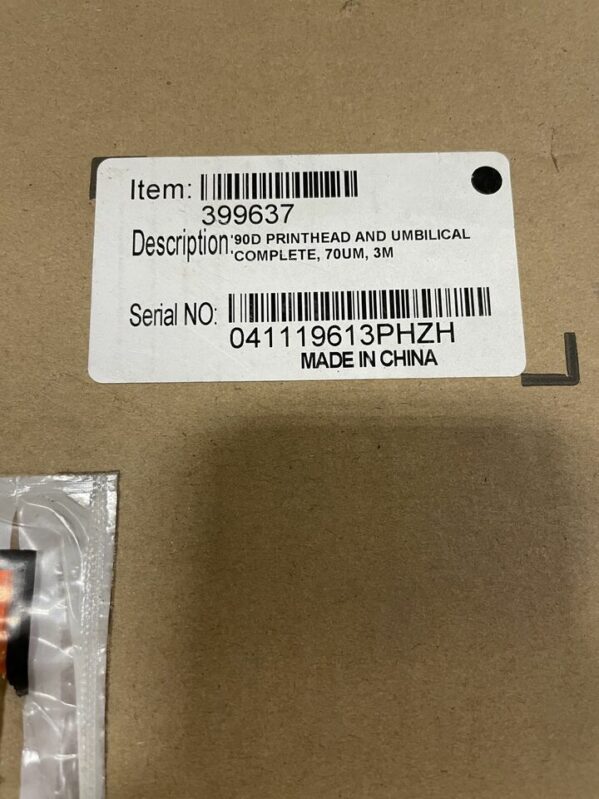 Item:
399637
Description:'90D PRINTHEAD AND UMBILICAL
'COMPLETE, 70UM, 3M
Serial NO:
041119613PHZH
MADE IN CHINA